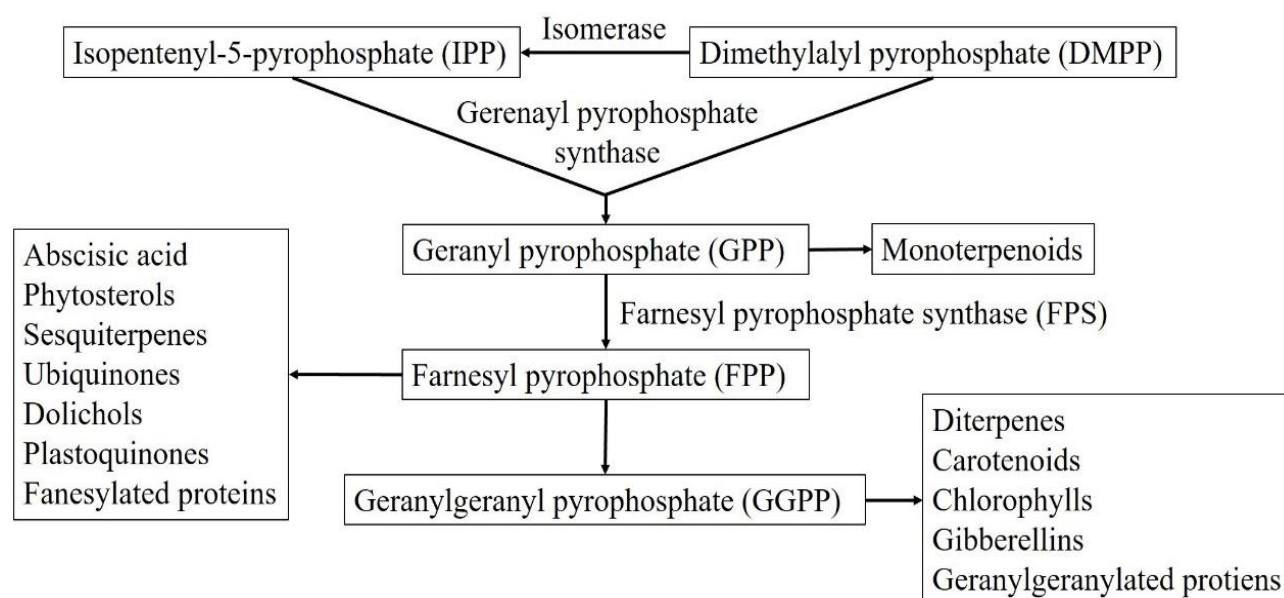 Isomerase
Isopentenyl-5-pyrophosphate (IPP)
Dimethylalyl pyrophosphate (DMPP)
Gerenayl pyrophosphate
synthase
Geranyl pyrophosphate (GPP)
Monoterpenoids
Farnesyl pyrophosphate synthase (FPS)
Farnesyl pyrophosphate (FPP)
Abscisic acid
Phytosterols
Sesquiterpenes
Ubiquinones
Dolichols
Plastoquinones
Fanesylated proteins
Geranylgeranyl pyrophosphate (GGPP)
Diterpenes
Carotenoids
Chlorophylls
Gibberellins
Geranylgeranylated protiens